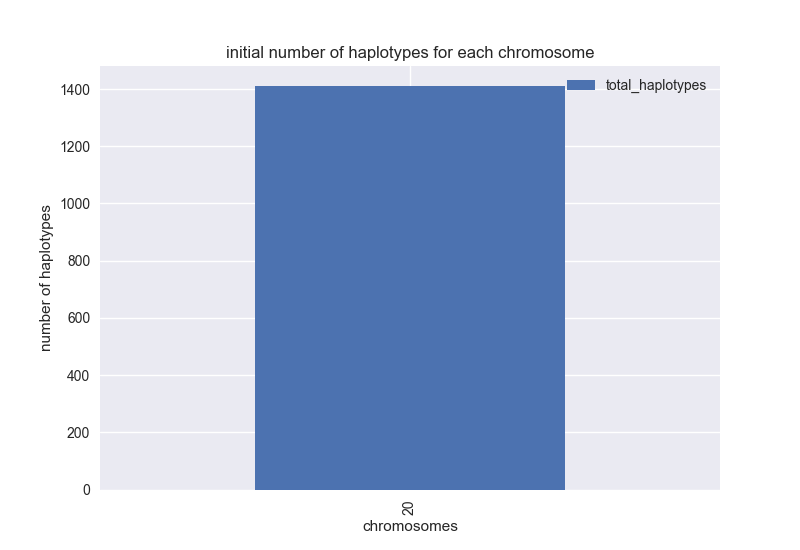 initial number of haplotypes for each chromosome
total_haplotypes
1400
1200
1000
800
600
400
200
0
number of haplotypes
20
chromosomes